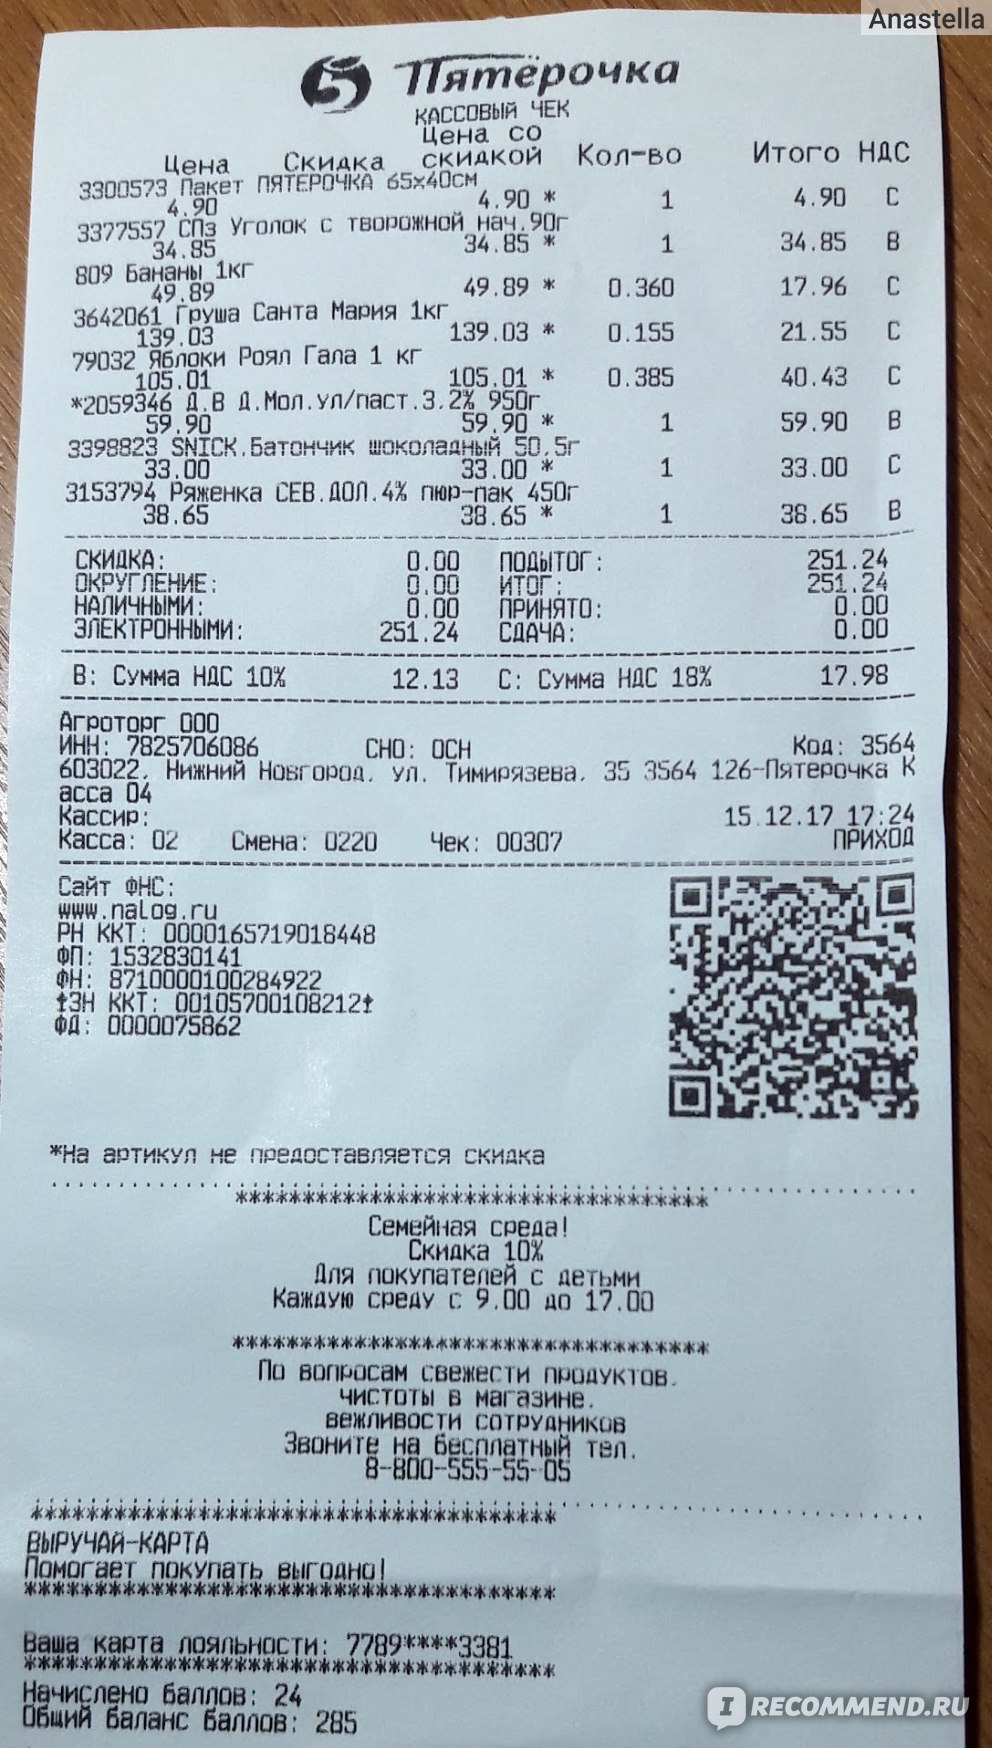 Anastella
5 Пятёрочка
КАССОВЫЙ ЧЕК
Цена Скидка Цена со скидкой Кол-во Итого НДС
3300573 Пакет ПЯТЕРОЧКА 65x40см
4.90 4.90 * 1 4.90 С
3377557 СПз Уголок с творожной нач.90г
34.85 34.85 * 1 34.85 В
809 Бананы 1кг
49.89 49.89 * 0.360 17.96 С
3642061 Груша Санта Мария 1кг
139.03 139.03 * 0.155 21.55 С
79032 Яблоки Роял Гала 1 кг
105.01 105.01 * 0.385 40.43 С
*2059346 Д.В Д.Мол.ул/паст.3.2% 950г
59.90 59.90 * 1 59.90 В
3398823 SNICK.Батончик шоколадный 50,5г
33.00 33.00 * 1 33.00 С
3153794 Ряженка СЕВ.ДОЛ.4% пюр-пак 450г
38.65 38.65 * 1 38.65 В
СКИДКА: 0.00 ПОДЫТОГ: 251.24
ОКРУГЛЕНИЕ: 0.00 ИТОГ: 251.24
НАЛИЧНЫМИ: 0.00 ПРИНЯТО: 0.00
ЭЛЕКТРОННЫМИ: 251.24 СДАЧА: 0.00
В: Сумма НДС 10% 12.13 С: Сумма НДС 18% 17.98
Агроторг ООО
ИНН: 7825706086 СНО: ОСН Код: 3564
603022, Нижний Новгород, ул. Тимирязева, 35 3564 126-Пятерочка К
асса 04
Кассир: 15.12.17 17:24
Касса: 02 Смена: 0220 Чек: 00307 ПРИХОД
Сайт ФНС:
www.nalog.ru
РН ККТ: 0000165719018448
ФП: 1532830141
ФН: 8710000100284922
‡ЗН ККТ: 00105700108212‡
ФД: 0000075862
*На артикул не предоставляется скидка
***********************************
Семейная среда!
Скидка 10%
Для покупателей с детьми
Каждую среду с 9.00 до 17.00
***********************************
По вопросам свежести продуктов,
чистоты в магазине,
вежливости сотрудников
Звоните на бесплатный тел.
8-800-555-55-05
***************************************
ВЫРУЧАЙ-КАРТА
Помогает покупать выгодно!
***************************************
Ваша карта лояльности: 7789****3381
***************************************
Начислено баллов: 24
Общий баланс баллов: 285
IRECOMMEND.RU